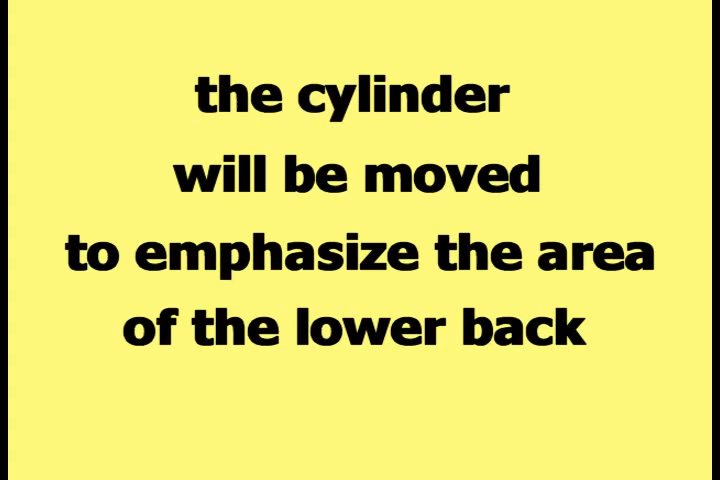 the cylinder
will be moved
to emphasize the area
of the lower back